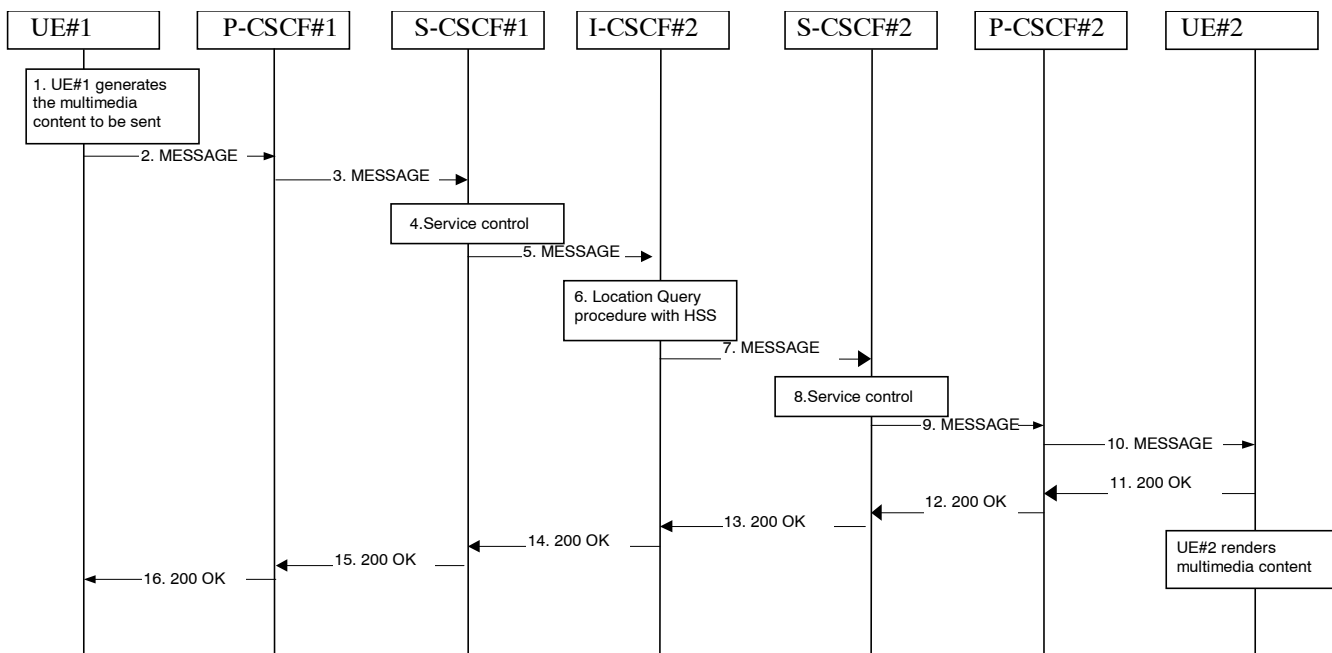 UE#1
P-CSCF#1
S-CSCF#1
I-CSCF#2
S-CSCF#2
P-CSCF#2
UE#2
1. UE#1 generates
the multimedia
content to be sent
2. MESSAGE
3. MESSAGE
4.Service control
5. MESSAGE
6. Location Query
procedure with HSS
7. MESSAGE
8.Service control
9. MESSAGE
10. MESSAGE
11. 200 OK
12. 200 OK
13. 200 OK
14. 200 OK
15. 200 OK
16. 200 OK
UE#2 renders
multimedia content